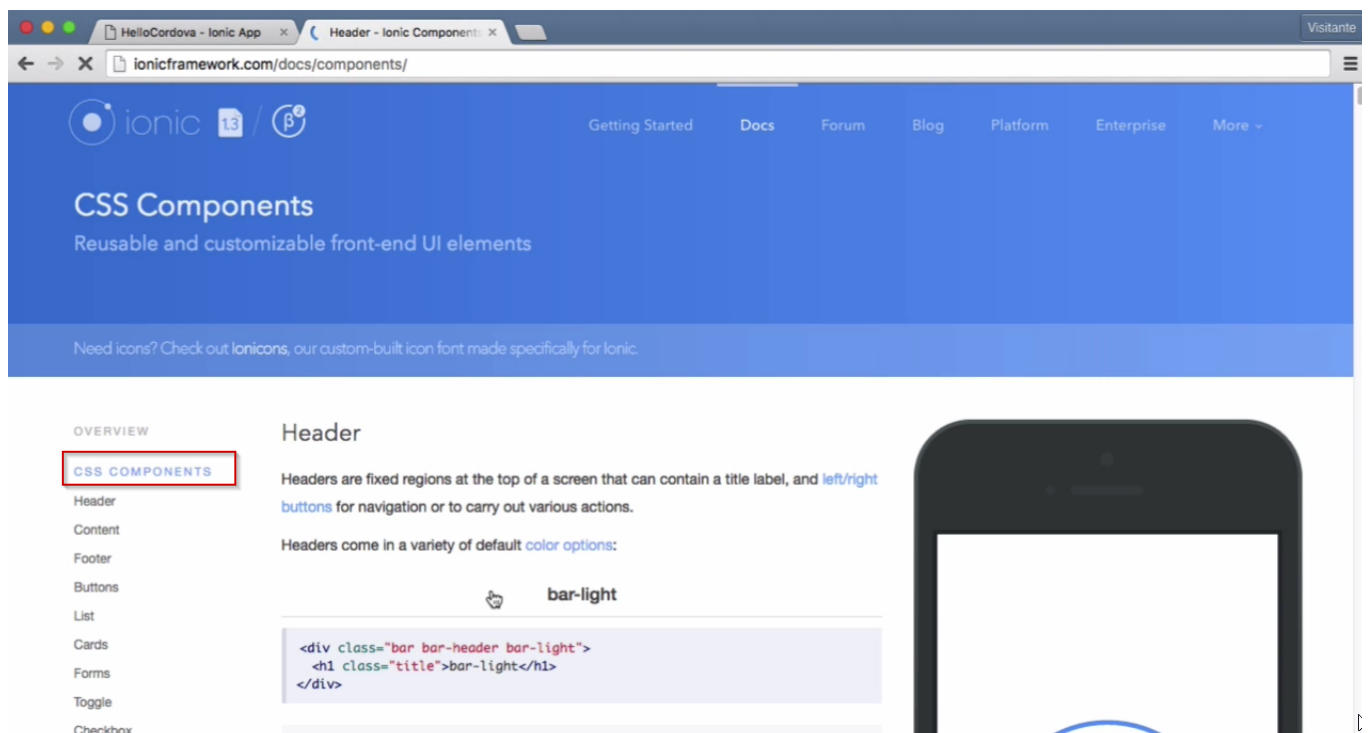 HelloCordova - Ionic App
Header - Ionic Components
Visitante
ionicframework.com/docs/components/
ionic 1.3 / β 2
Getting Started Docs Forum Blog Platform Enterprise More
CSS Components
Reusable and customizable front-end UI elements
Need icons? Check out Ionicons, our custom-built icon font made specifically for Ionic.
OVERVIEW
CSS COMPONENTS
Header
Content
Footer
Buttons
List
Cards
Forms
Toggle
Checkbox
Header
Headers are fixed regions at the top of a screen that can contain a title label, and left/right
buttons for navigation or to carry out various actions.
Headers come in a variety of default color options:
bar-light
<div class="bar bar-header bar-light">
<h1 class="title">bar-light</h1>
</div>